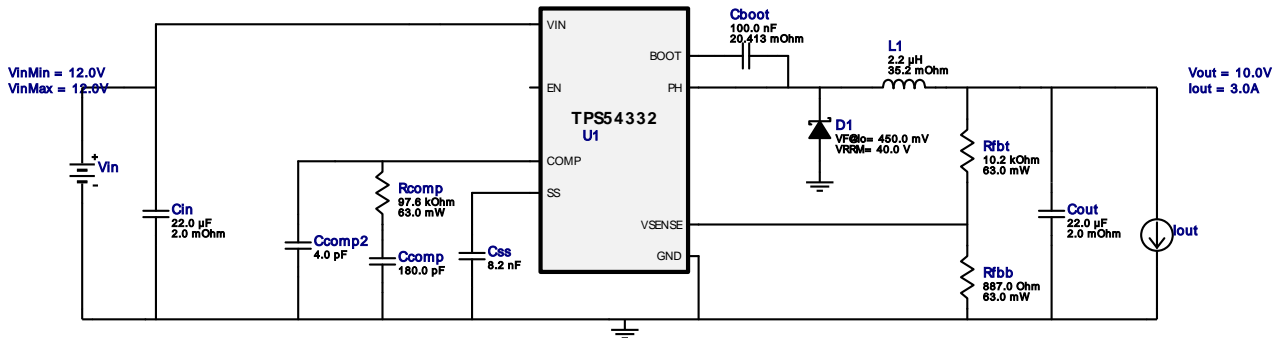 VinMin = 12.0V
VinMax = 12.0V
Vin
Cin
22.0 µF
2.0 mOhm
Ccomp2
4.0 pF
Rcomp
97.6 kOhm
63.0 mW
Ccomp
180.0 pF
Css
8.2 nF
VIN
EN
COMP
SS
BOOT
PH
VSENSE
GND
TPS54332
U1
Cboot
100.0 nF
20.413 mOhm
D1
VF@Io= 450.0 mV
VRRM= 40.0 V
L1
2.2 µH
35.2 mOhm
Rfbt
10.2 kOhm
63.0 mW
Rfbb
887.0 Ohm
63.0 mW
Cout
22.0 µF
2.0 mOhm
Iout
Vout = 10.0V
Iout = 3.0A